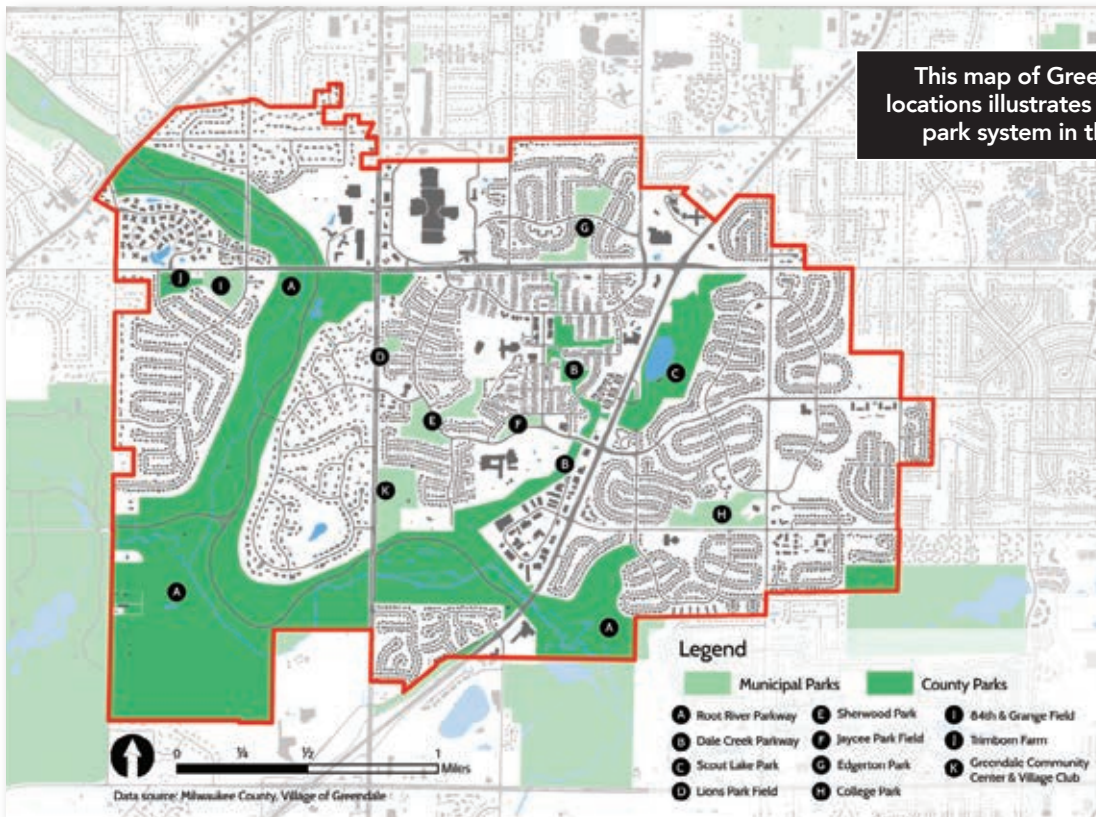 This map of Gree
locations illustrates
park system in th
J
I
A
G
D
B
C
E
F
B
K
H
A
A
Legend
Municipal Parks
County Parks
A Root River Parkway
B Dale Creek Parkway
C Scout Lake Park
D Lions Park Field
E Sherwood Park
F Jaycee Park Field
G Edgerton Park
H College Park
I 84th & Grange Field
J Trimborn Farm
K Greendale Community
Center & Village Club
0 ¼ ½ 1
Miles
Data source: Milwaukee County, Village of Greendale